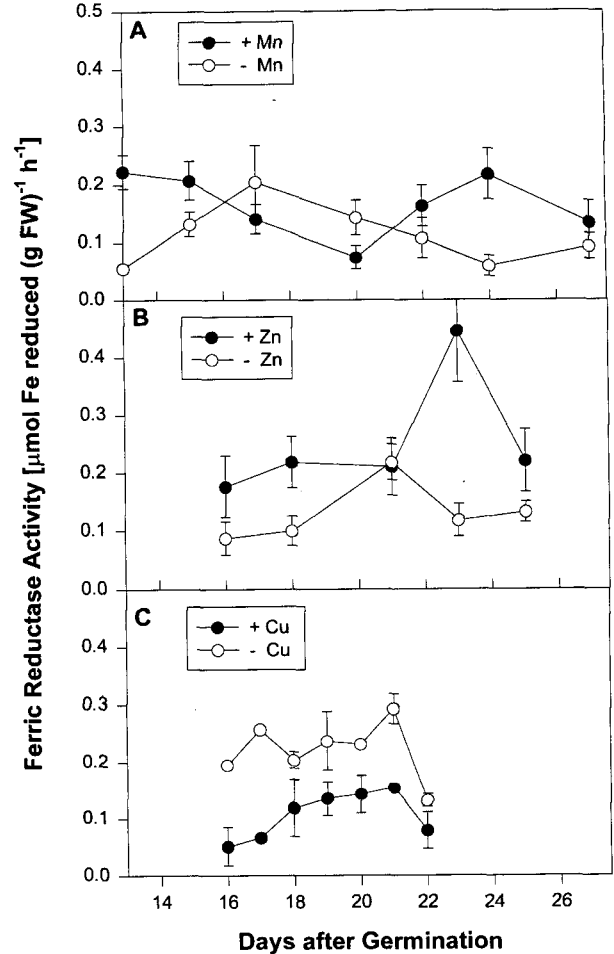 Ferric Reductase Activity [μmol Fe reduced (g FW)⁻¹ h⁻¹]
A
+ Mn
- Mn
0.5
0.4
0.3
0.2
0.1
0.0
B
+ Zn
- Zn
0.4
0.3
0.2
0.1
0.0
C
+ Cu
- Cu
0.4
0.3
0.2
0.1
0.0
14 16 18 20 22 24 26
Days after Germination